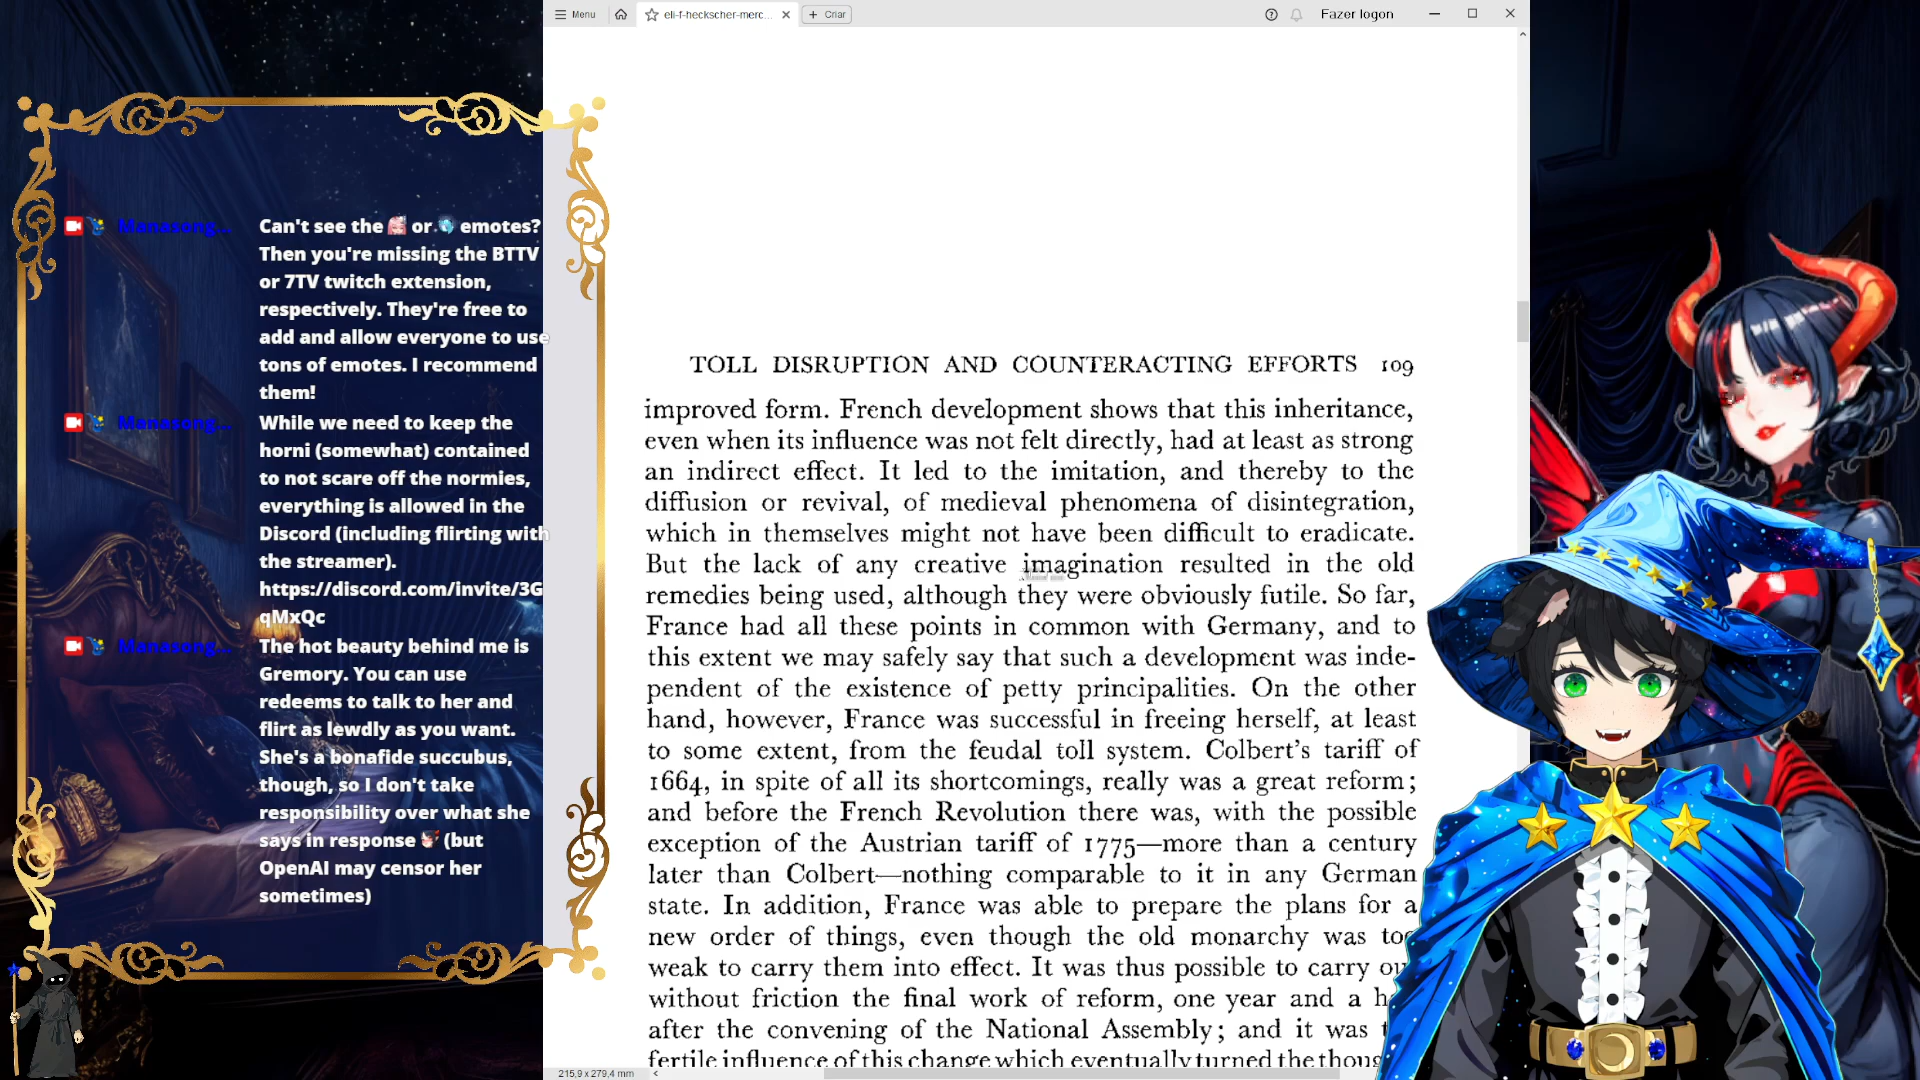 Menu
eli-f-heckscher-merc...
Criar
Fazer logon
Manasong... Can't see the or emotes?
Then you're missing the BTTV
or 7TV twitch extension,
respectively. They're free to
add and allow everyone to use
tons of emotes. I recommend
them!
Manasong... While we need to keep the
horni (somewhat) contained
to not scare off the normies,
everything is allowed in the
Discord (including flirting with
the streamer).
https://discord.com/invite/3G
qMxQc
Manasong... The hot beauty behind me is
Gremory. You can use
redeems to talk to her and
flirt as lewdly as you want.
She's a bonafide succubus,
though, so I don't take
responsibility over what she
says in response (but
OpenAI may censor her
sometimes)
TOLL DISRUPTION AND COUNTERACTING EFFORTS 109
improved form. French development shows that this inheritance,
even when its influence was not felt directly, had at least as strong
an indirect effect. It led to the imitation, and thereby to the
diffusion or revival, of medieval phenomena of disintegration,
which in themselves might not have been difficult to eradicate.
But the lack of any creative imagination resulted in the old
remedies being used, although they were obviously futile. So far,
France had all these points in common with Germany, and to
this extent we may safely say that such a development was inde-
pendent of the existence of petty principalities. On the other
hand, however, France was successful in freeing herself, at least
to some extent, from the feudal toll system. Colbert's tariff of
1664, in spite of all its shortcomings, really was a great reform;
and before the French Revolution there was, with the possible
exception of the Austrian tariff of 1775—more than a century
later than Colbert—nothing comparable to it in any German
state. In addition, France was able to prepare the plans for a
new order of things, even though the old monarchy was too
weak to carry them into effect. It was thus possible to carry ou
without friction the final work of reform, one year and a h
after the convening of the National Assembly; and it was
fertile influence of this change which eventually turned the thoug
215,9 x 279,4 mm